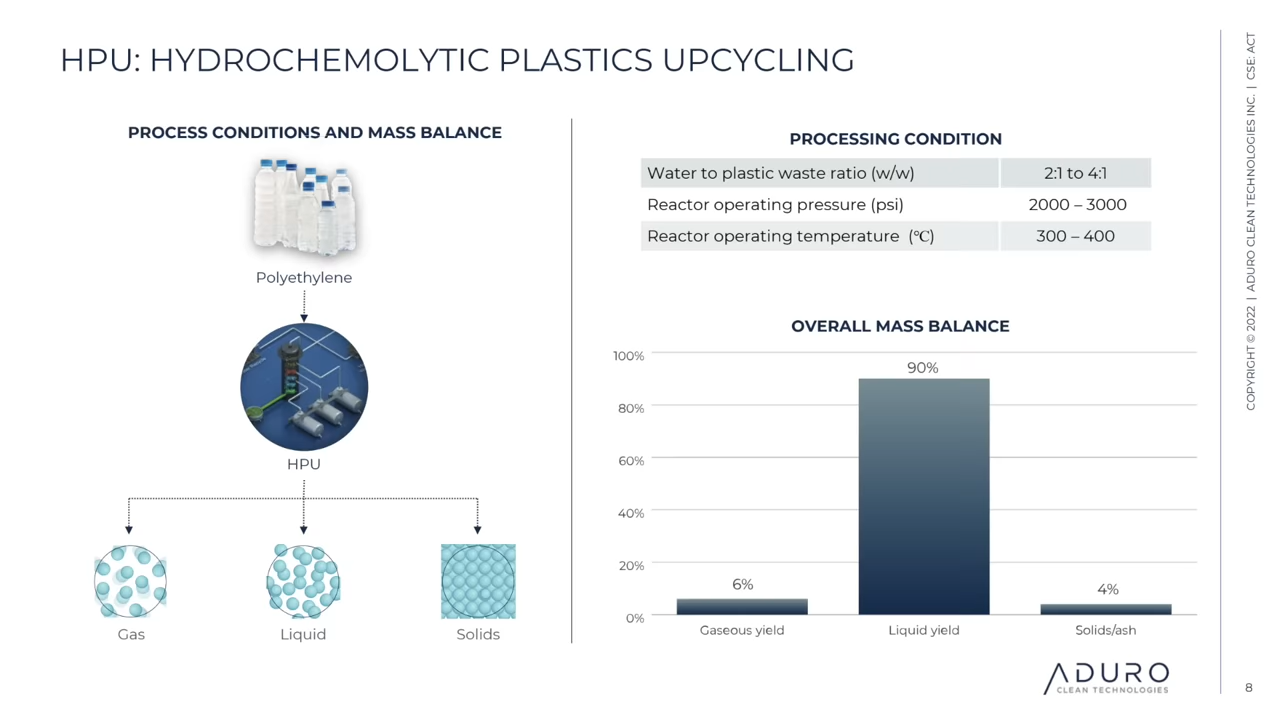 HPU: HYDROCHEMOLYTIC PLASTICS UPCYCLING
PROCESS CONDITIONS AND MASS BALANCE
Polyethylene
HPU
Gas
Liquid
Solids
PROCESSING CONDITION
Water to plastic waste ratio (w/w) 2:1 to 4:1
Reactor operating pressure (psi) 2000 – 3000
Reactor operating temperature (℃) 300 – 400
OVERALL MASS BALANCE
100%
80%
60%
40%
20%
0%
6%
90%
4%
Gaseous yield
Liquid yield
Solids/ash
ADURO
CLEAN TECHNOLOGIES
COPYRIGHT © 2022 | ADURO CLEAN TECHNOLOGIES INC. | CSE: ACT
8